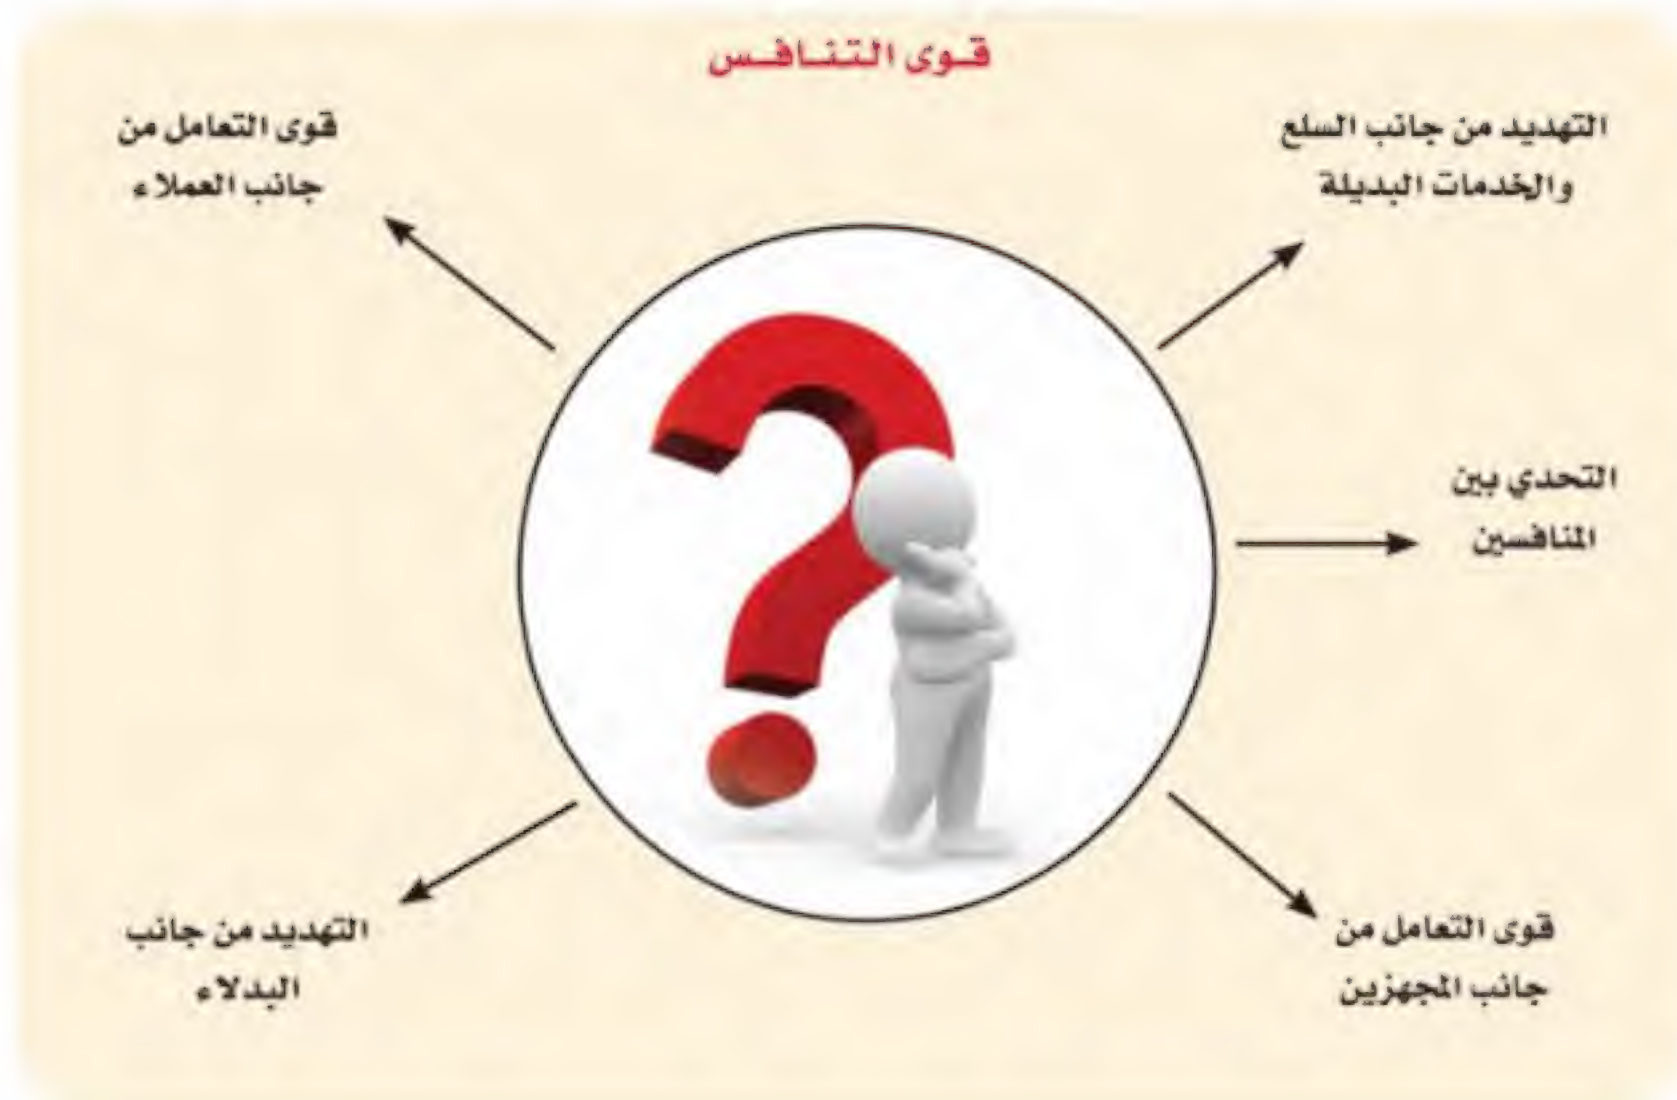 قوى التنافس
التهديد من جانب السلع
والخدمات البديلة
قوى التعامل من
جانب العملاء
التحدي بين
المنافسين
قوى التعامل من
جانب المجهزين
التهديد من جانب
البدلاء